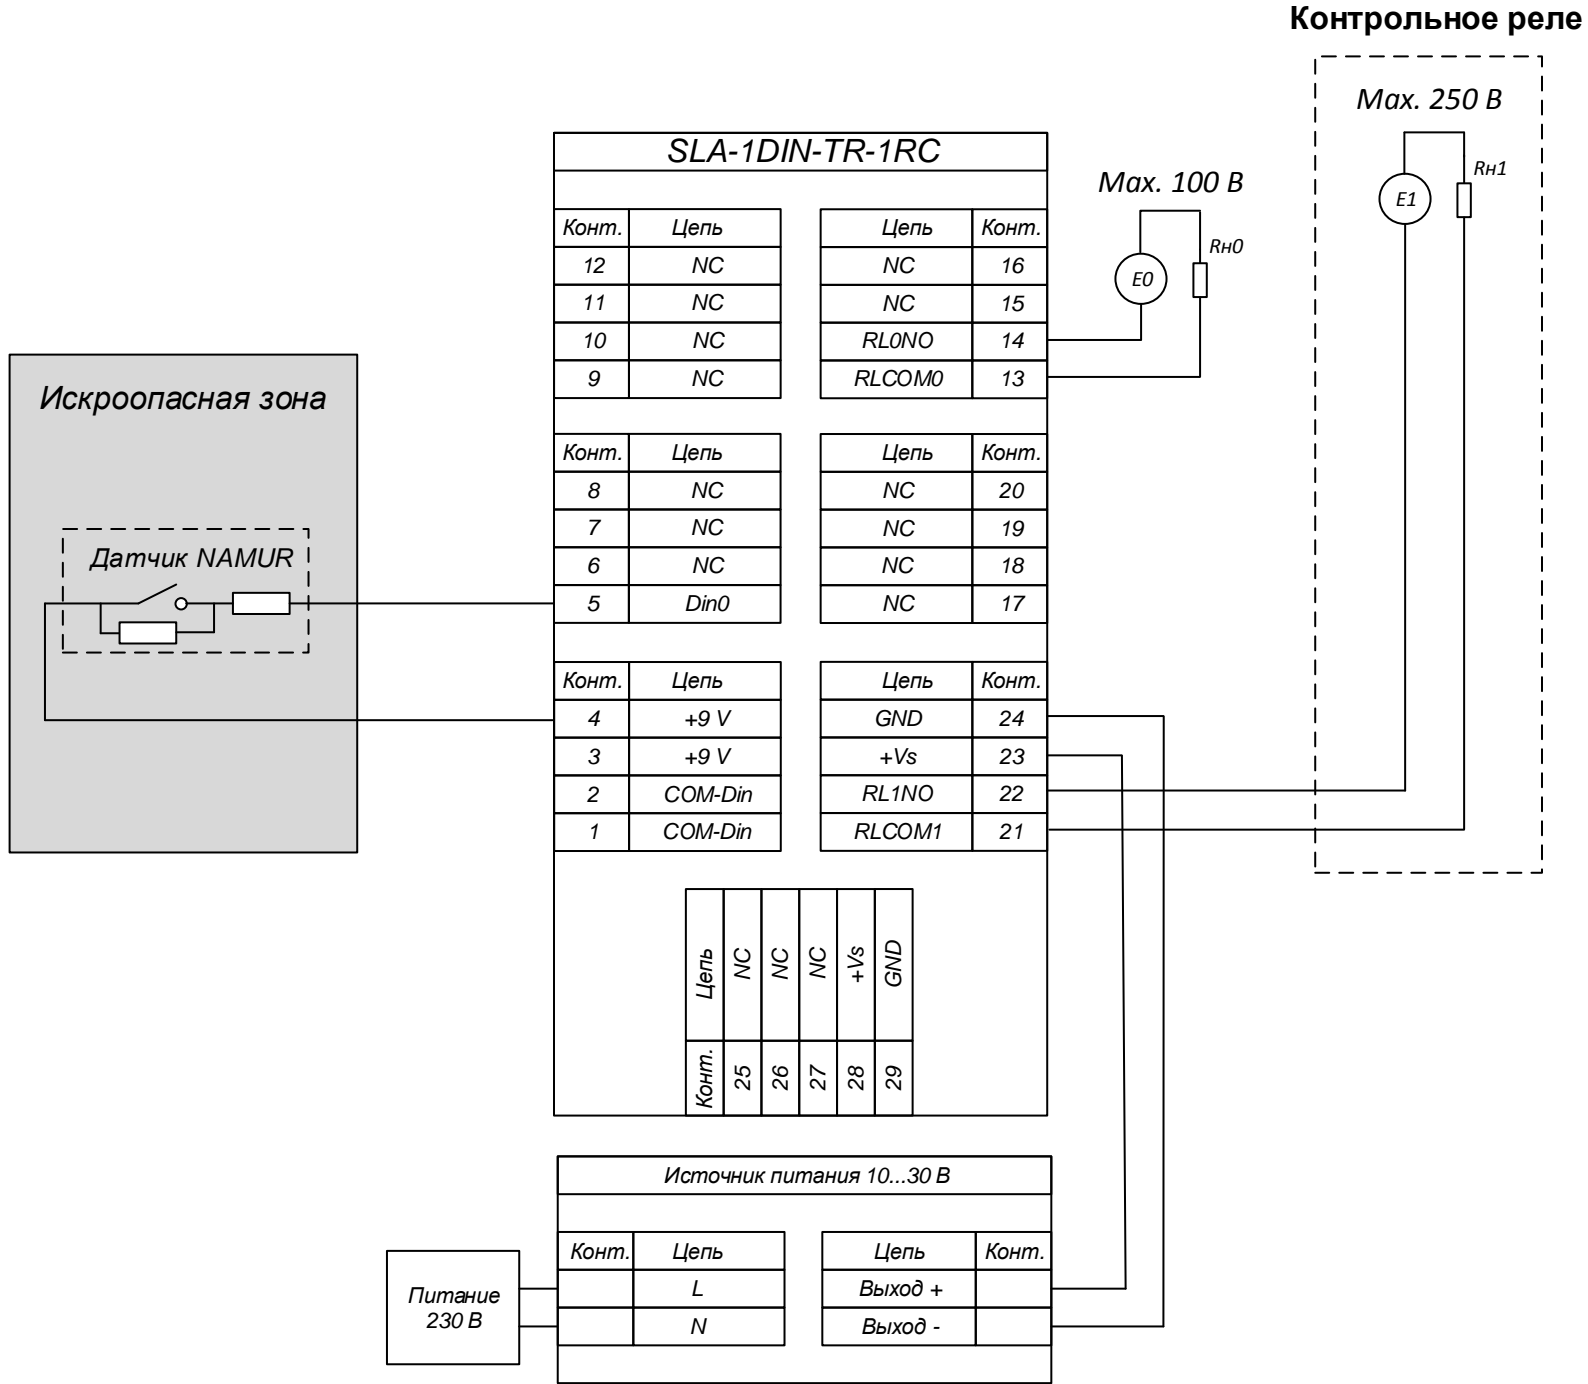 Контрольное реле
Max. 250 В
E1
Rн1
SLA-1DIN-TR-1RC
Max. 100 В
E0
Rн0
Конт. Цепь Цепь Конт.
12 NC NC 16
11 NC NC 15
10 NC RL0NO 14
9 NC RLCOM0 13
Искроопасная зона
Конт. Цепь Цепь Конт.
8 NC NC 20
7 NC NC 19
6 NC NC 18
5 Din0 NC 17
Датчик NAMUR
Конт. Цепь Цепь Конт.
4 +9 V GND 24
3 +9 V +Vs 23
2 COM-Din RL1NO 22
1 COM-Din RLCOM1 21
Цепь NC NC NC +Vs GND
Конт. 25 26 27 28 29
Источник питания 10...30 В
Конт. Цепь Цепь Конт.
L Выход +
N Выход -
Питание
230 В